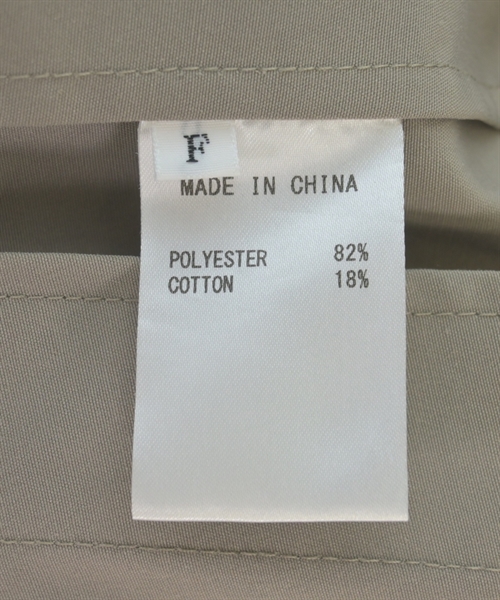 F
MADE IN CHINA
POLYESTER 82%
COTTON 18%